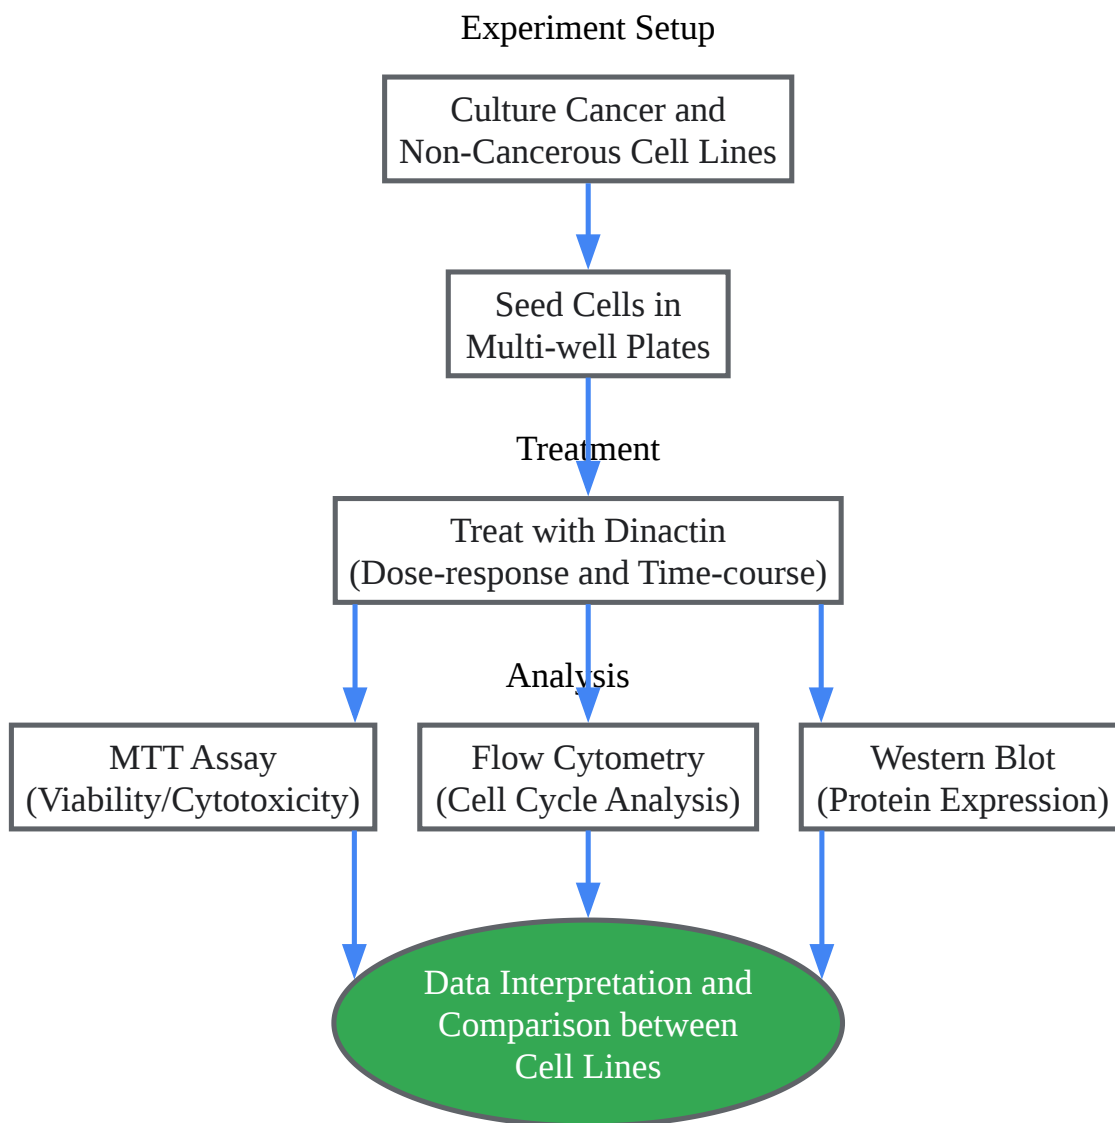 Experiment Setup
Culture Cancer and
Non-Cancerous Cell Lines
Seed Cells in
Multi-well Plates
Treatment
Treat with Dinactin
(Dose-response and Time-course)
Analysis
MTT Assay
(Viability/Cytotoxicity)
Flow Cytometry
(Cell Cycle Analysis)
Western Blot
(Protein Expression)
Data Interpretation and
Comparison between
Cell Lines